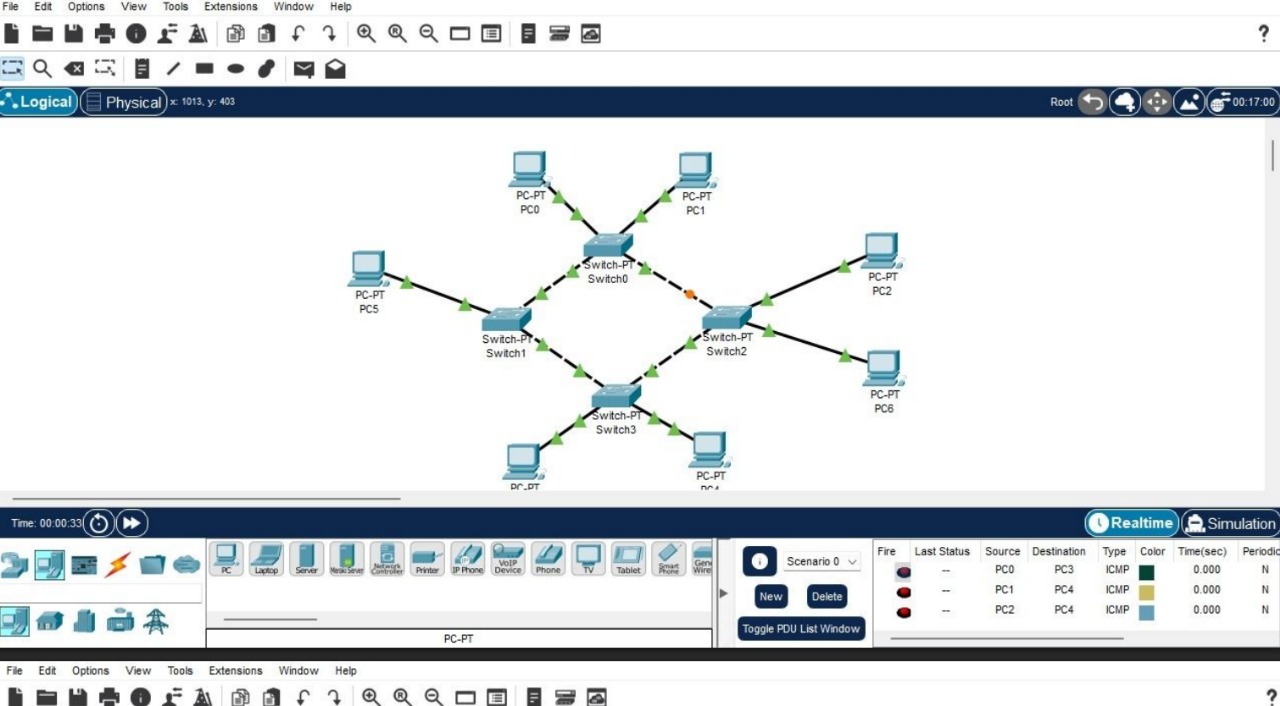 File Edit Options View Tools Extensions Window Help
?
Logical Physical x: 1013, y: 403 Root 00:17:00
PC-PT
PC0
PC-PT
PC1
Switch-PT
Switch0
PC-PT
PC2
PC-PT
PC5
Switch-PT
Switch1
Switch-PT
Switch2
PC-PT
PC6
Switch-PT
Switch3
PC-PT
PC-PT
PC4
Time: 00:00:33 Realtime Simulation
PC Laptop Server Meraki Server Network Controller Printer IP Phone VoIP Device Phone TV Tablet Smart Phone
PC-PT
Scenario 0
New Delete
Toggle PDU List Window
Fire Last Status Source Destination Type Color Time(sec) Periodic
-- PC0 PC3 ICMP 0.000 N
-- PC1 PC4 ICMP 0.000 N
-- PC2 PC4 ICMP 0.000 N
File Edit Options View Tools Extensions Window Help
?